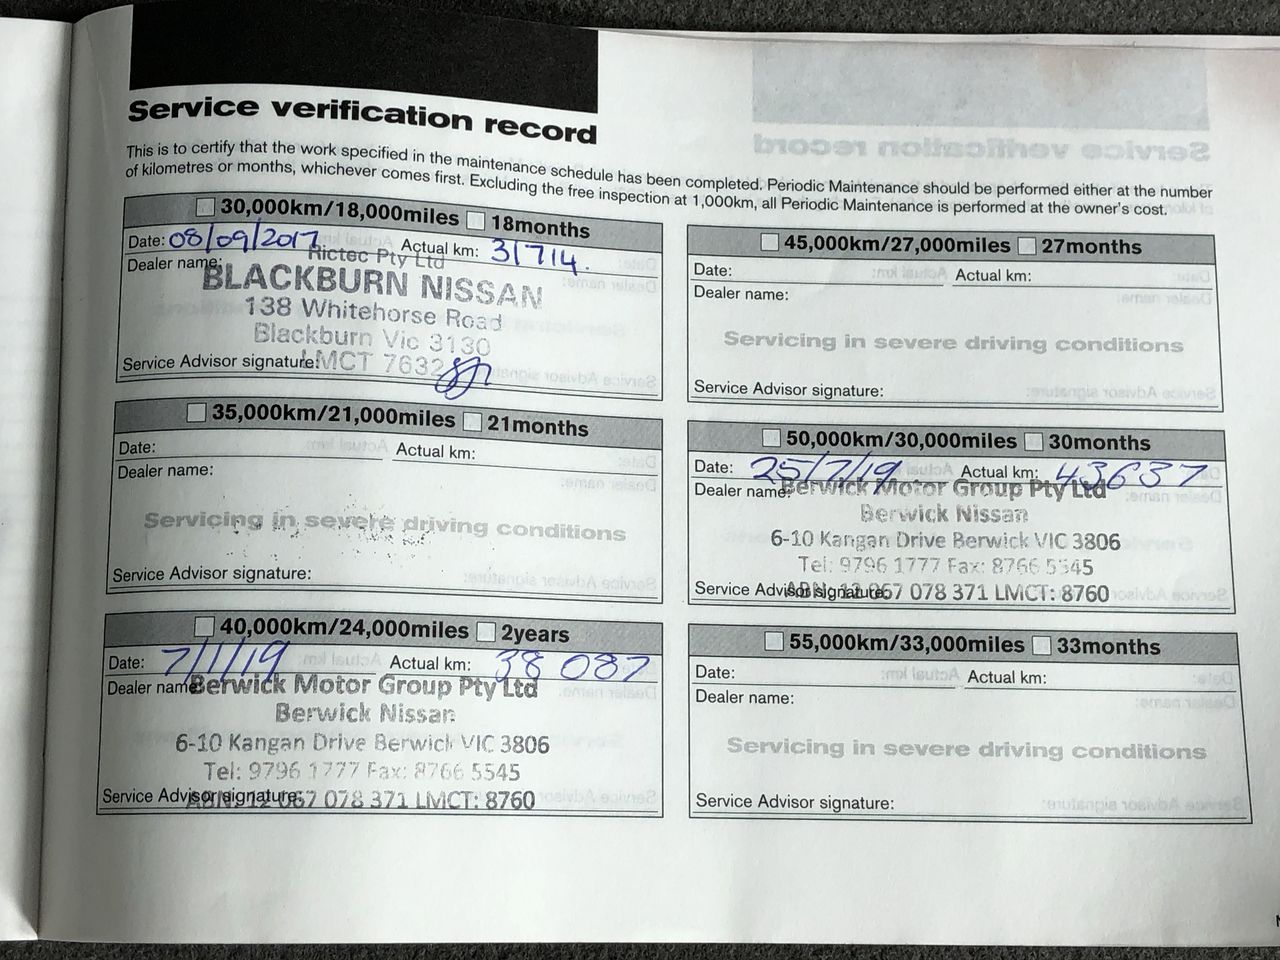 Service verification record
This is to certify that the work specified in the maintenance schedule has been completed. Periodic Maintenance should be performed either at the number
of kilometres or months, whichever comes first. Excluding the free inspection at 1,000km, all Periodic Maintenance is performed at the owner's cost.
30,000km/18,000miles 18months
Date: 08/09/2017 Actual km: 31714.
Rictec Pty Ltd
Dealer name:
BLACKBURN NISSAN
138 Whitehorse Road
Blackburn Vic 3130
Service Advisor signature: LMCT 7632
35,000km/21,000miles 21months
Date: Actual km:
Dealer name:
Servicing in severe driving conditions
Service Advisor signature:
40,000km/24,000miles 2years
Date: 7/1/19 Actual km: 38 087
Dealer name: Berwick Motor Group Pty Ltd
Berwick Nissan
6-10 Kangan Drive Berwick VIC 3806
Tel: 9796 1777 Fax: 8766 5545
Service Advisor signature: ABN: 12 067 078 371 LMCT: 8760
45,000km/27,000miles 27months
Date: Actual km:
Dealer name:
Servicing in severe driving conditions
Service Advisor signature:
50,000km/30,000miles 30months
Date: 25/7/19 Actual km: 43637
Dealer name: Berwick Motor Group Pty Ltd
Berwick Nissan
6-10 Kangan Drive Berwick VIC 3806
Tel: 9796 1777 Fax: 8766 5545
Service Advisor signature: ABN: 12 067 078 371 LMCT: 8760
55,000km/33,000miles 33months
Date: Actual km:
Dealer name:
Servicing in severe driving conditions
Service Advisor signature: